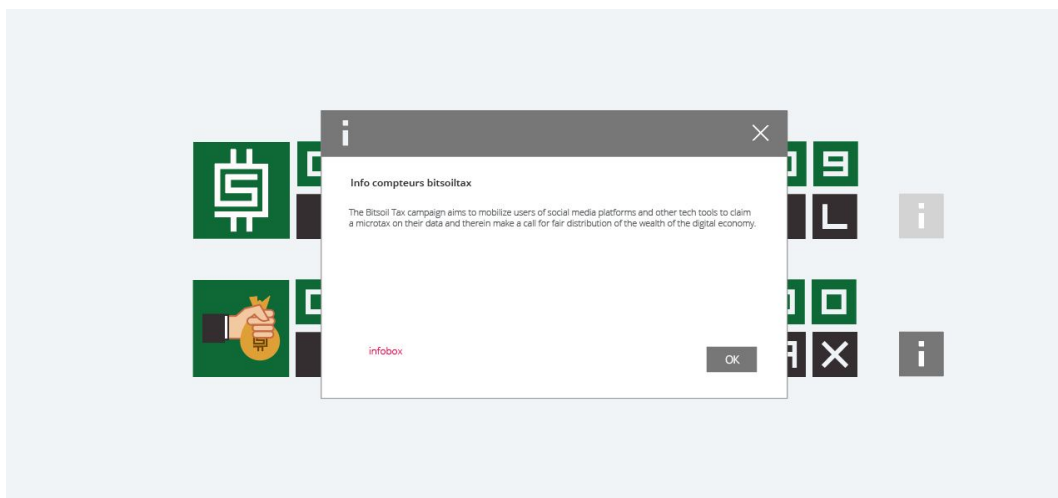 i
Info compteurs bitsoiltax
The Bitsoil Tax campaign aims to mobilize users of social media platforms and other tech tools to claim
a microtax on their data and therein make a call for fair distribution of the wealth of the digital economy.
9
L
i
infobox
OK
X
i